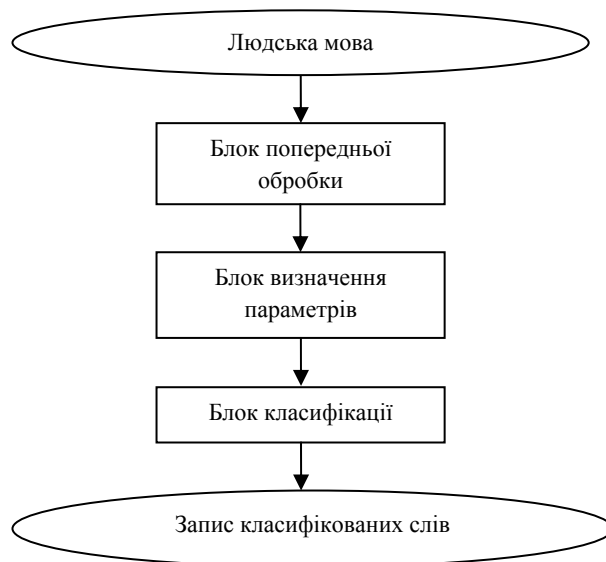 Людська мова
Блок попередньої
обробки
Блок визначення
параметрів
Блок класифікації
Запис класифікованих слів